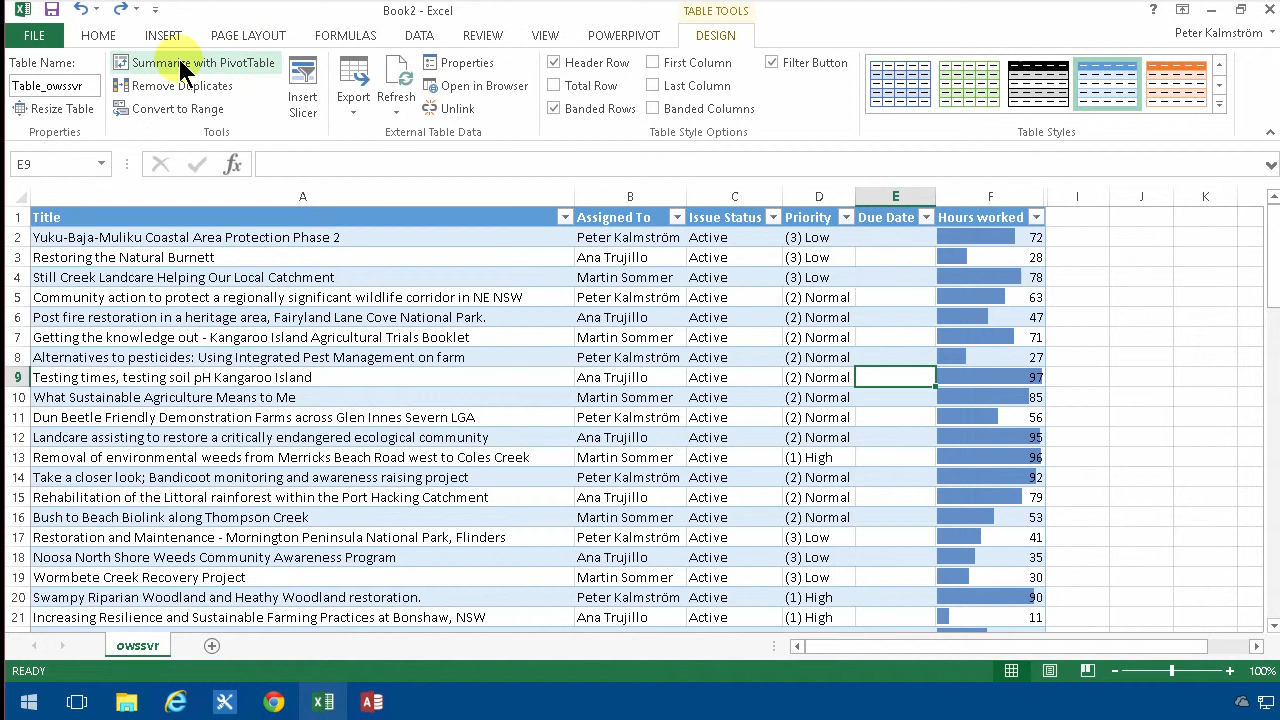 Book2 - Excel
TABLE TOOLS
?
FILE HOME INSERT PAGE LAYOUT FORMULAS DATA REVIEW VIEW POWERPIVOT DESIGN Peter Kalmström
Table Name: Summarize with PivotTable Properties Header Row First Column Filter Button
Table_owssvr Remove Duplicates Insert Slicer Export Refresh Open in Browser Total Row Last Column
Resize Table Convert to Range Unlink Banded Rows Banded Columns
Properties Tools External Table Data Table Style Options Table Styles
E9 fx
A B C D E F I J K
1 Title Assigned To Issue Status Priority Due Date Hours worked
2 Yuku-Baja-Muliku Coastal Area Protection Phase 2 Peter Kalmström Active (3) Low 72
3 Restoring the Natural Burnett Ana Trujillo Active (3) Low 28
4 Still Creek Landcare Helping Our Local Catchment Martin Sommer Active (3) Low 78
5 Community action to protect a regionally significant wildlife corridor in NE NSW Peter Kalmström Active (2) Normal 63
6 Post fire restoration in a heritage area, Fairyland Lane Cove National Park. Ana Trujillo Active (2) Normal 47
7 Getting the knowledge out - Kangaroo Island Agricultural Trials Booklet Martin Sommer Active (2) Normal 71
8 Alternatives to pesticides: Using Integrated Pest Management on farm Peter Kalmström Active (2) Normal 27
9 Testing times, testing soil pH Kangaroo Island Ana Trujillo Active (2) Normal 97
10 What Sustainable Agriculture Means to Me Martin Sommer Active (2) Normal 85
11 Dun Beetle Friendly Demonstration Farms across Glen Innes Severn LGA Peter Kalmström Active (2) Normal 56
12 Landcare assisting to restore a critically endangered ecological community Ana Trujillo Active (2) Normal 95
13 Removal of environmental weeds from Merricks Beach Road west to Coles Creek Martin Sommer Active (1) High 96
14 Take a closer look; Bandicoot monitoring and awareness raising project Peter Kalmström Active (2) Normal 92
15 Rehabilitation of the Littoral rainforest within the Port Hacking Catchment Ana Trujillo Active (2) Normal 79
16 Bush to Beach Biolink along Thompson Creek Martin Sommer Active (2) Normal 53
17 Restoration and Maintenance - Mornington Peninsula National Park, Flinders Peter Kalmström Active (3) Low 41
18 Noosa North Shore Weeds Community Awareness Program Ana Trujillo Active (3) Low 35
19 Wormbete Creek Recovery Project Martin Sommer Active (3) Low 30
20 Swampy Riparian Woodland and Heathy Woodland restoration. Peter Kalmström Active (1) High 90
21 Increasing Resilience and Sustainable Farming Practices at Bonshaw, NSW Ana Trujillo Active (1) High 11
owssvr
READY 100%